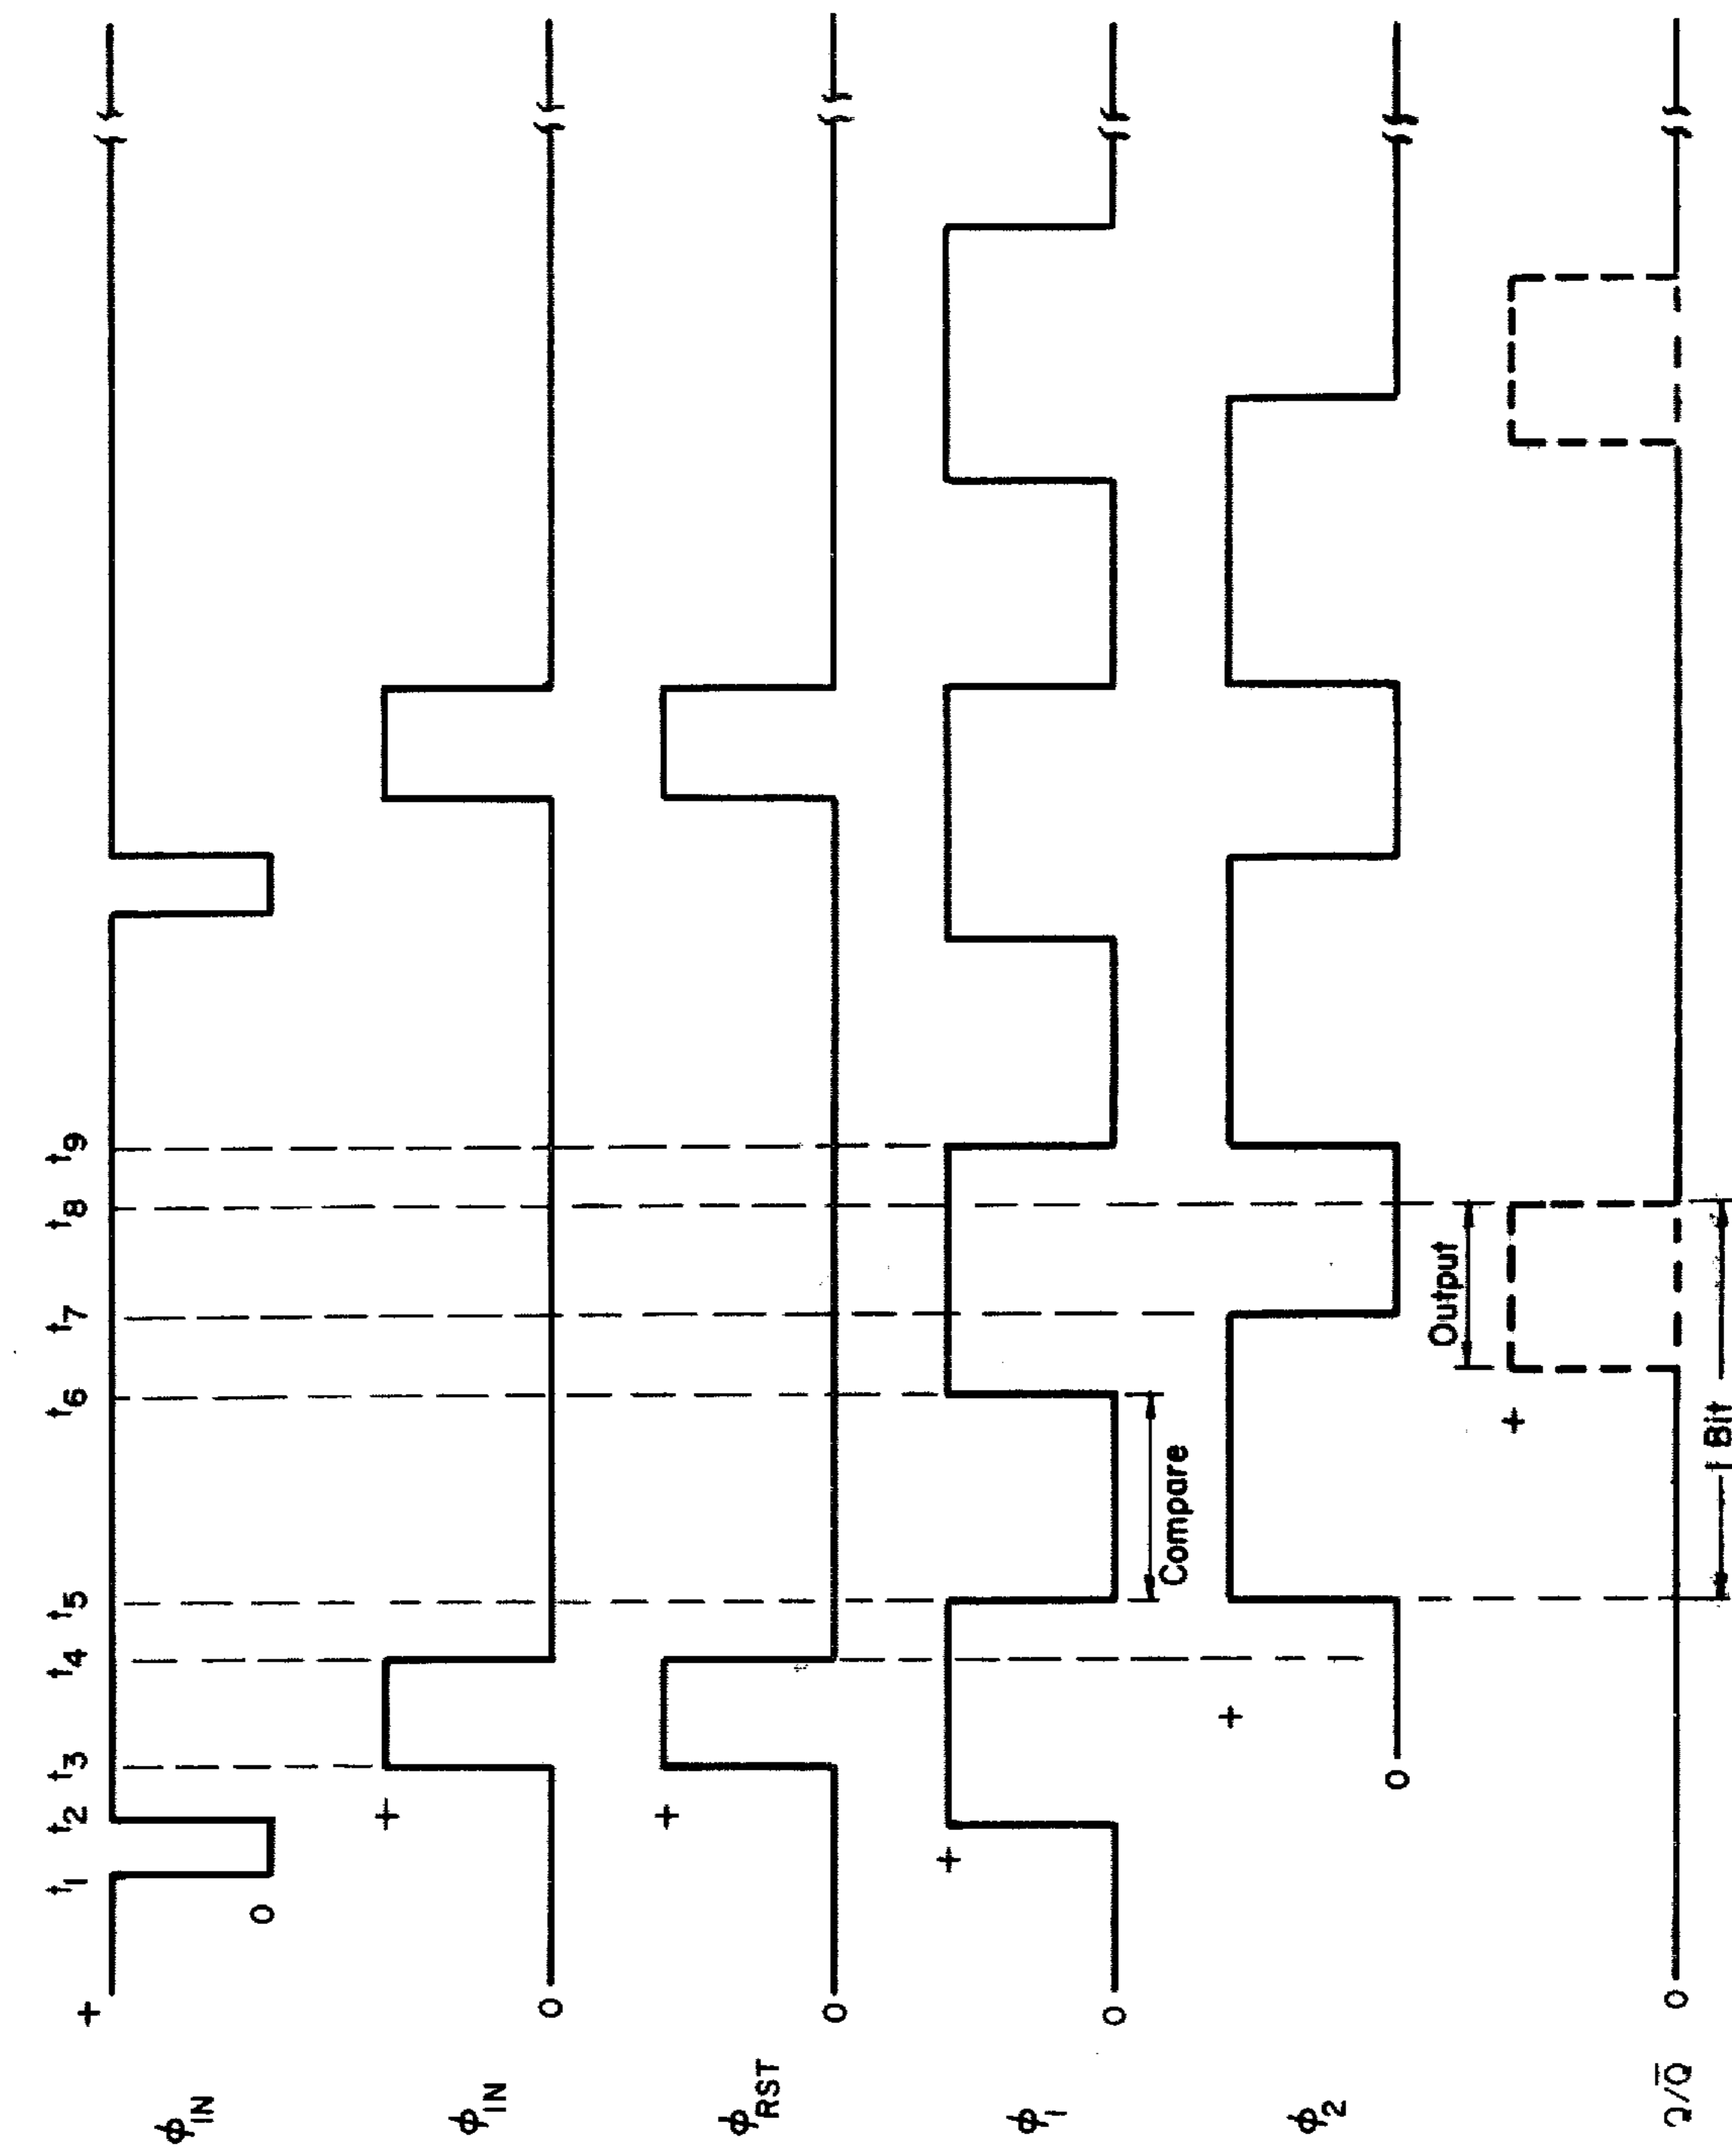 t1 t2 t3 t4 t5 t6 t7 t8 t9
+
0
ϕIN
+
0
ϕIN
+
0
ϕRST
+
0
ϕ1
Compare
+
0
ϕ2
Output
+
0
Q/Q̅
1 Bit